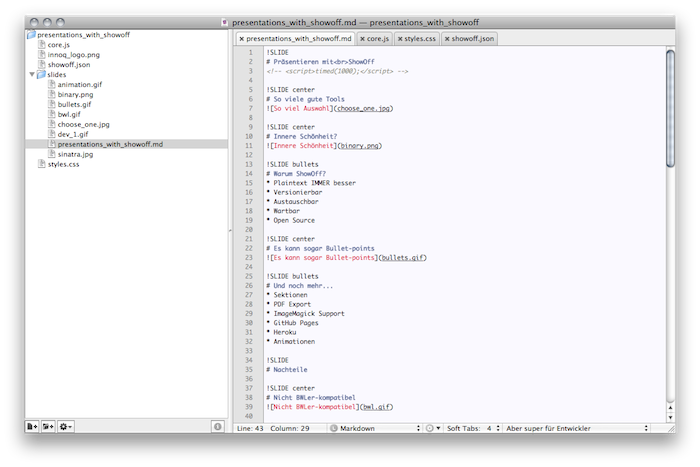 presentations_with_showoff.md — presentations_with_showoff
presentations_with_showoff
core.js
innoq_logo.png
showoff.json
slides
animation.gif
binary.png
bullets.gif
bwl.gif
choose_one.jpg
dev_1.gif
presentations_with_showoff.md
sinatra.jpg
styles.css
presentations_with_showoff.md core.js styles.css showoff.json
1 !SLIDE
2 # Präsentieren mit<br>ShowOff
3 <!-- <script>timed(1000);</script> -->
4
5 !SLIDE center
6 # So viele gute Tools
7 ![So viel Auswahl](choose_one.jpg)
8
9 !SLIDE center
10 # Innere Schönheit?
11 ![Innere Schönheit](binary.png)
12
13 !SLIDE bullets
14 # Warum ShowOff?
15 * Plaintext IMMER besser
16 * Versionierbar
17 * Austauschbar
18 * Wartbar
19 * Open Source
20
21 !SLIDE center
22 # Es kann sogar Bullet-points
23 ![Es kann sogar Bullet-points](bullets.gif)
24
25 !SLIDE bullets
26 # Und noch mehr...
27 * Sektionen
28 * PDF Export
29 * ImageMagick Support
30 * GitHub Pages
31 * Heroku
32 * Animationen
33
34 !SLIDE
35 # Nachteile
36
37 !SLIDE center
38 # Nicht BWLer-kompatibel
39 ![Nicht BWLer-kompatibel](bwl.gif)
40
Line: 43 Column: 29 Markdown Soft Tabs: 4 Aber super für Entwickler